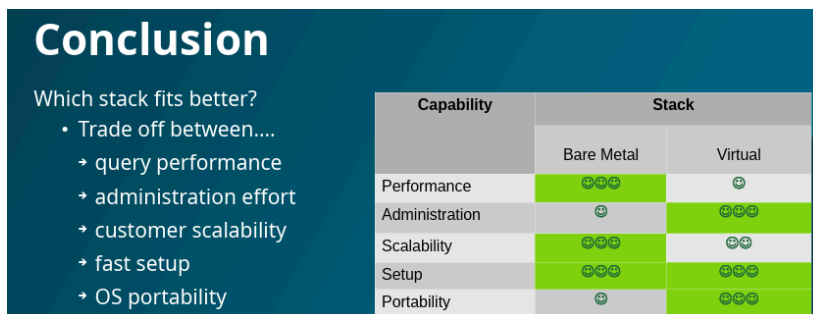 Conclusion
Which stack fits better?
• Trade off between....
➔ query performance
➔ administration effort
➔ customer scalability
➔ fast setup
➔ OS portability
Capability Stack
Bare Metal Virtual
Performance ☺☺☺ ☺
Administration ☺ ☺☺☺
Scalability ☺☺☺ ☺☺
Setup ☺☺☺ ☺☺☺
Portability ☺ ☺☺☺